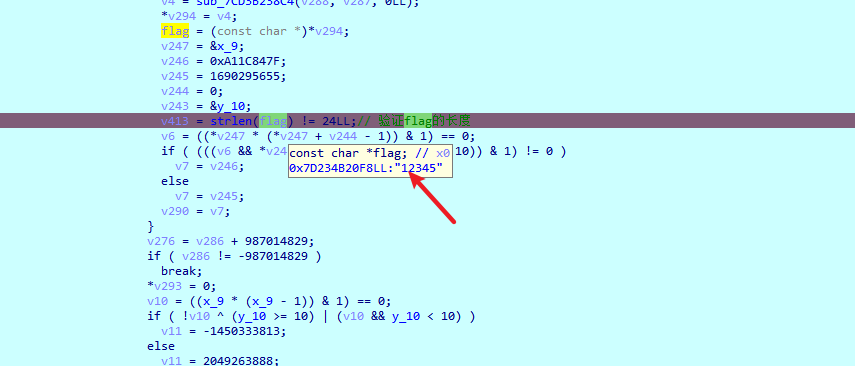 v4 = sub_7CD3B238C4(v288, v287, 0LL);
*v294 = v4;
flag = (const char *)*v294;
v247 = &x_9;
v246 = 0xA11C847F;
v245 = 1690295655;
v244 = 0;
v243 = &y_10;
v413 = strlen(flag) != 24LL;// 验证flag的长度
v6 = ((*v247 * (*v247 + v244 - 1)) & 1) == 0;
if ( (((v6 && *v24
10)) & 1) != 0 )
const char *flag; // x0
0x7D234B20F8LL:"12345"
v7 = v246;
else
v7 = v245;
v290 = v7;
}
v276 = v286 + 987014829;
if ( v286 != -987014829 )
break;
*v293 = 0;
v10 = ((x_9 * (x_9 - 1)) & 1) == 0;
if ( !v10 ^ (y_10 >= 10) | (v10 && y_10 < 10) )
v11 = -1450333813;
else
v11 = 2049263888;